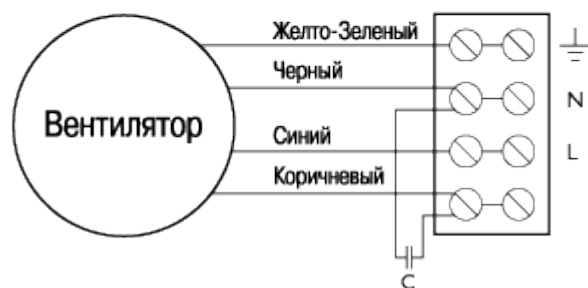 Желто-Зеленый
Черный
N
Вентилятор
Синий
L
Коричневый
C